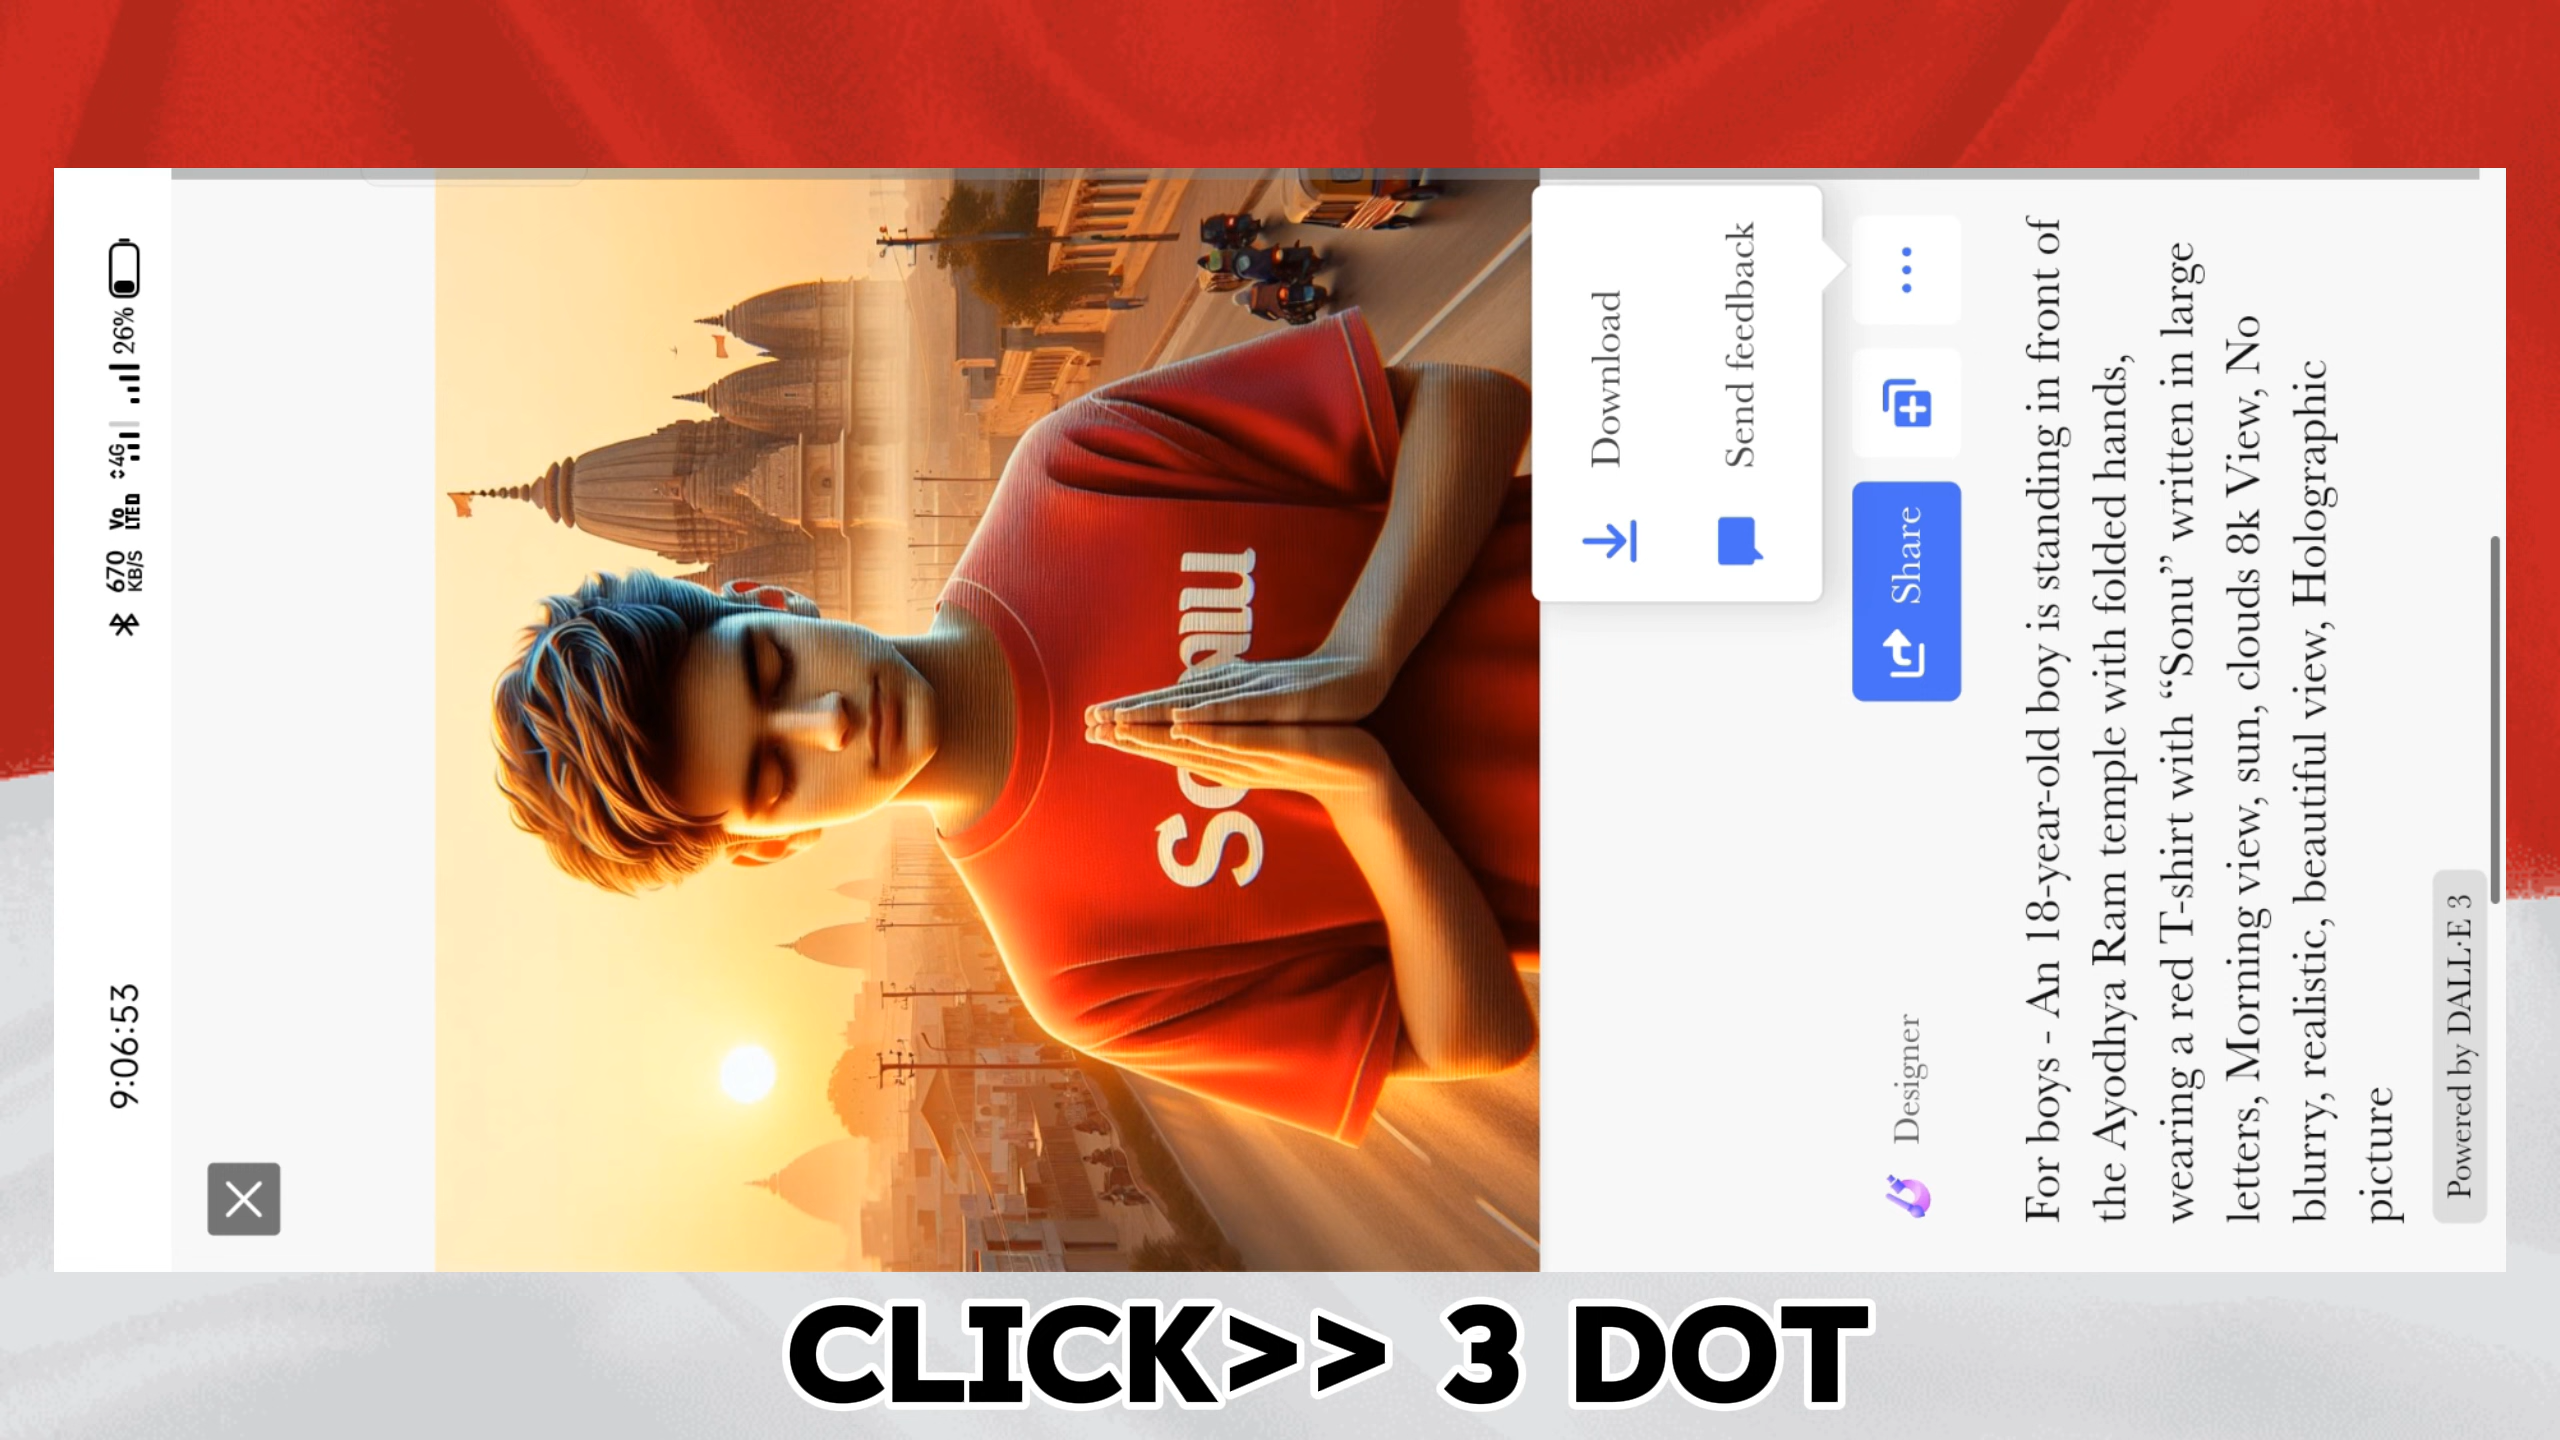 9:06:53
670 KB/S Vo LTED 4G 26%
Sonu
Download
Send feedback
Designer
Share
For boys - An 18-year-old boy is standing in front of
the Ayodhya Ram temple with folded hands,
wearing a red T-shirt with “Sonu” written in large
letters, Morning view, sun, clouds 8k View, No
blurry, realistic, beautiful view, Holographic
picture
Powered by DALL·E 3
CLICK>> 3 DOT